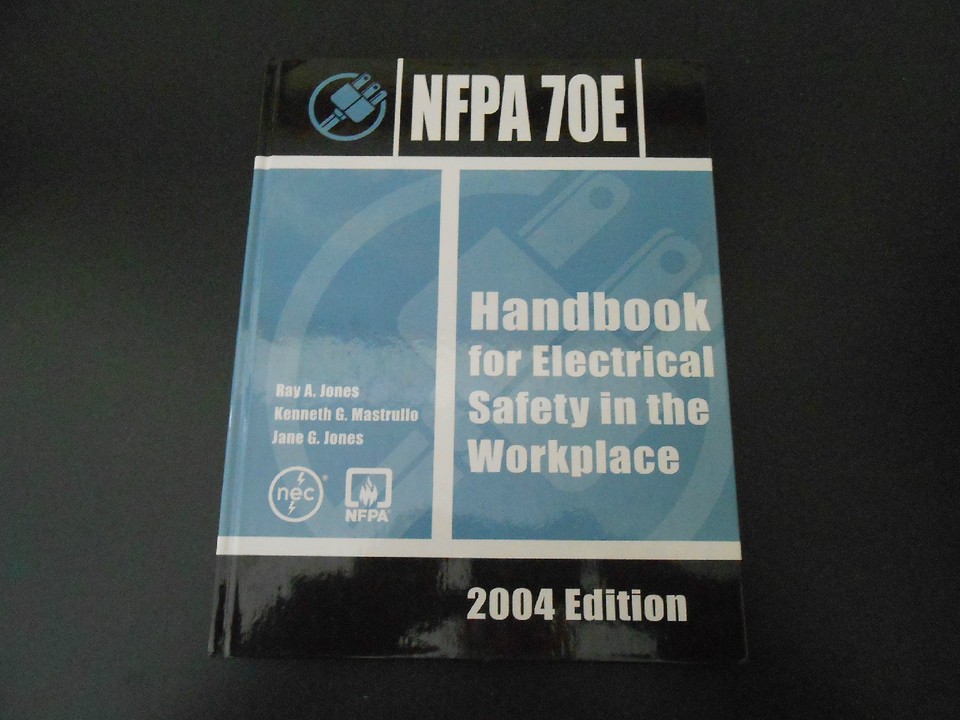 NFPA 70E
Handbook
for Electrical
Safety in the
Workplace
Ray A. Jones
Kenneth G. Mastrullo
Jane G. Jones
nec®
NFPA®
2004 Edition